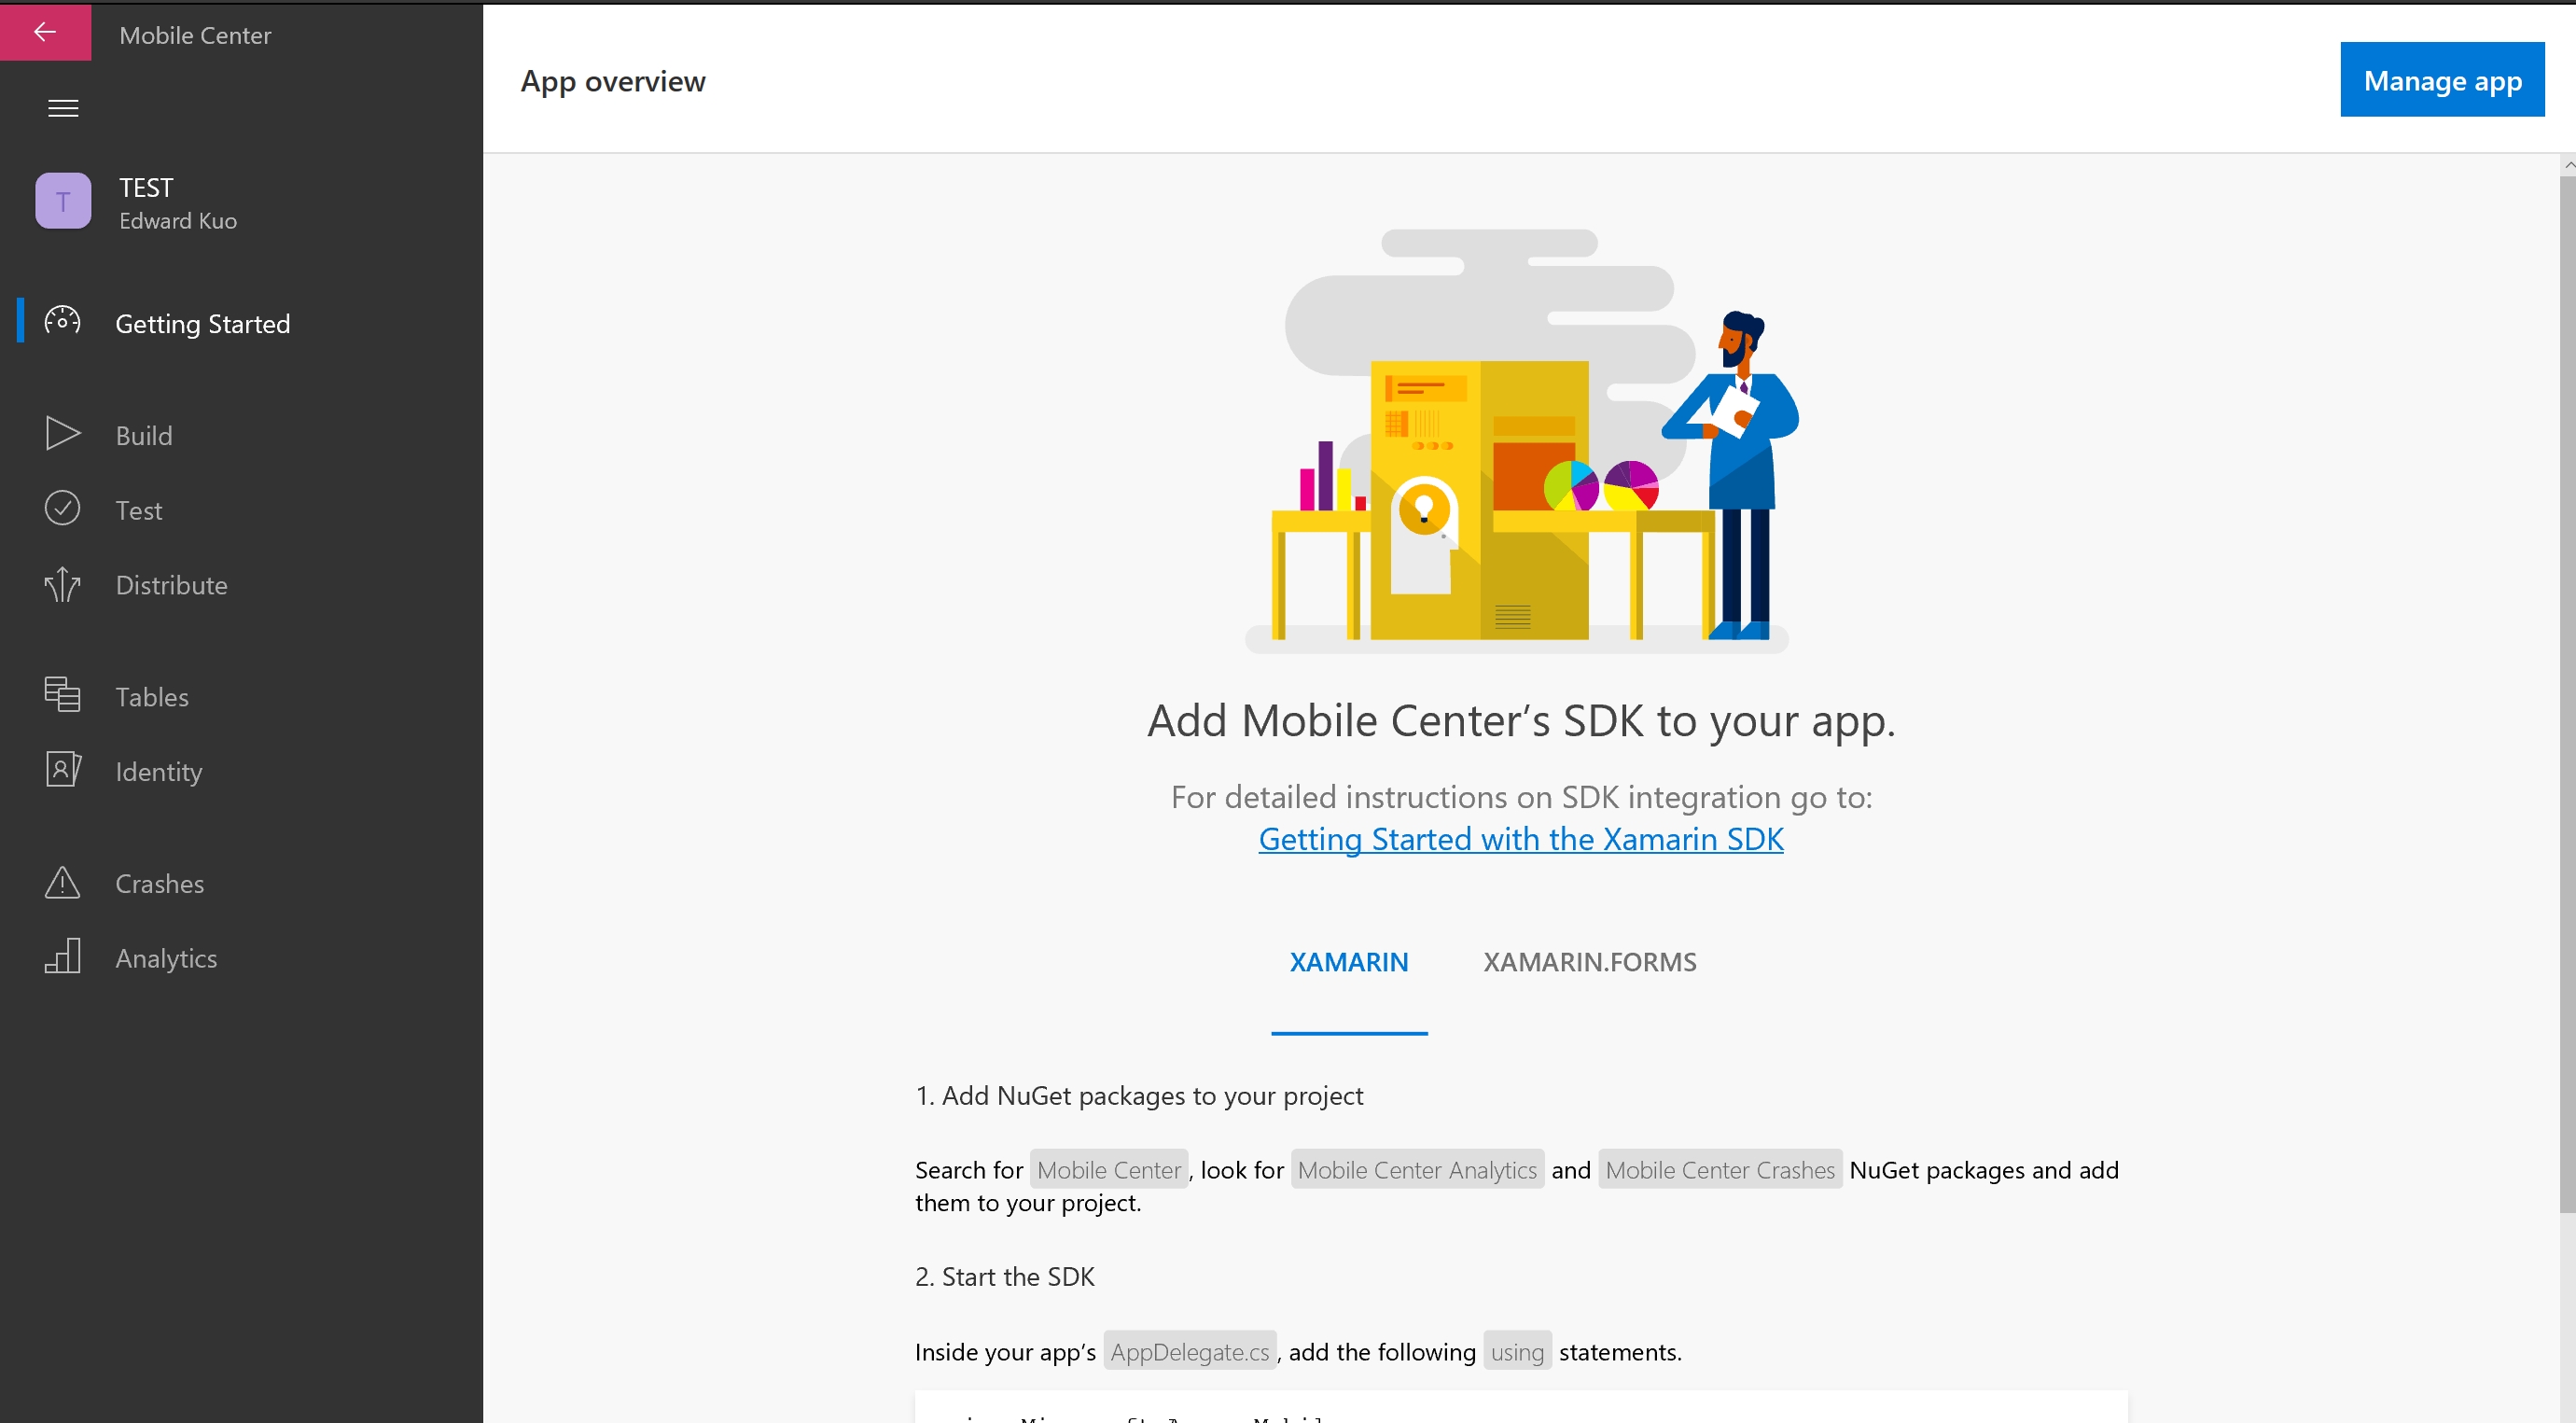 Mobile Center
TEST
Edward Kuo
T
Getting Started
Build
Test
Distribute
Tables
Identity
Crashes
Analytics
App overview
Manage app
Add Mobile Center’s SDK to your app.
For detailed instructions on SDK integration go to:
Getting Started with the Xamarin SDK
XAMARIN XAMARIN.FORMS
1. Add NuGet packages to your project
Search for Mobile Center, look for Mobile Center Analytics and Mobile Center Crashes NuGet packages and add
them to your project.
2. Start the SDK
Inside your app’s AppDelegate.cs, add the following using statements.